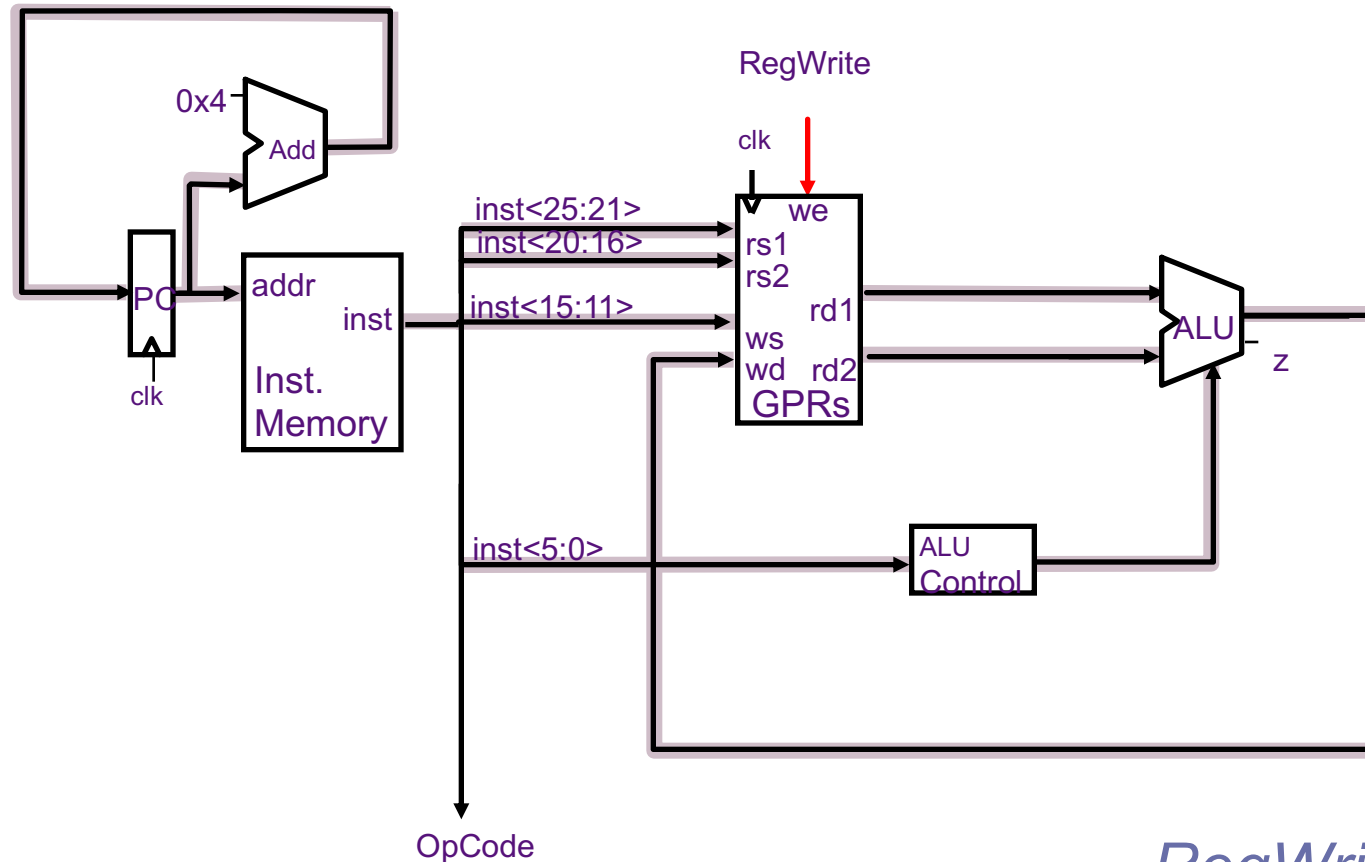 RegWrite
0x4
Add
clk
inst<25:21>
we
inst<20:16>
rs1
rs2
PC
addr
inst
inst<15:11>
rd1
ws
ALU
z
wd
rd2
GPRs
clk
Inst.
Memory
inst<5:0>
ALU
Control
OpCode
RegWri